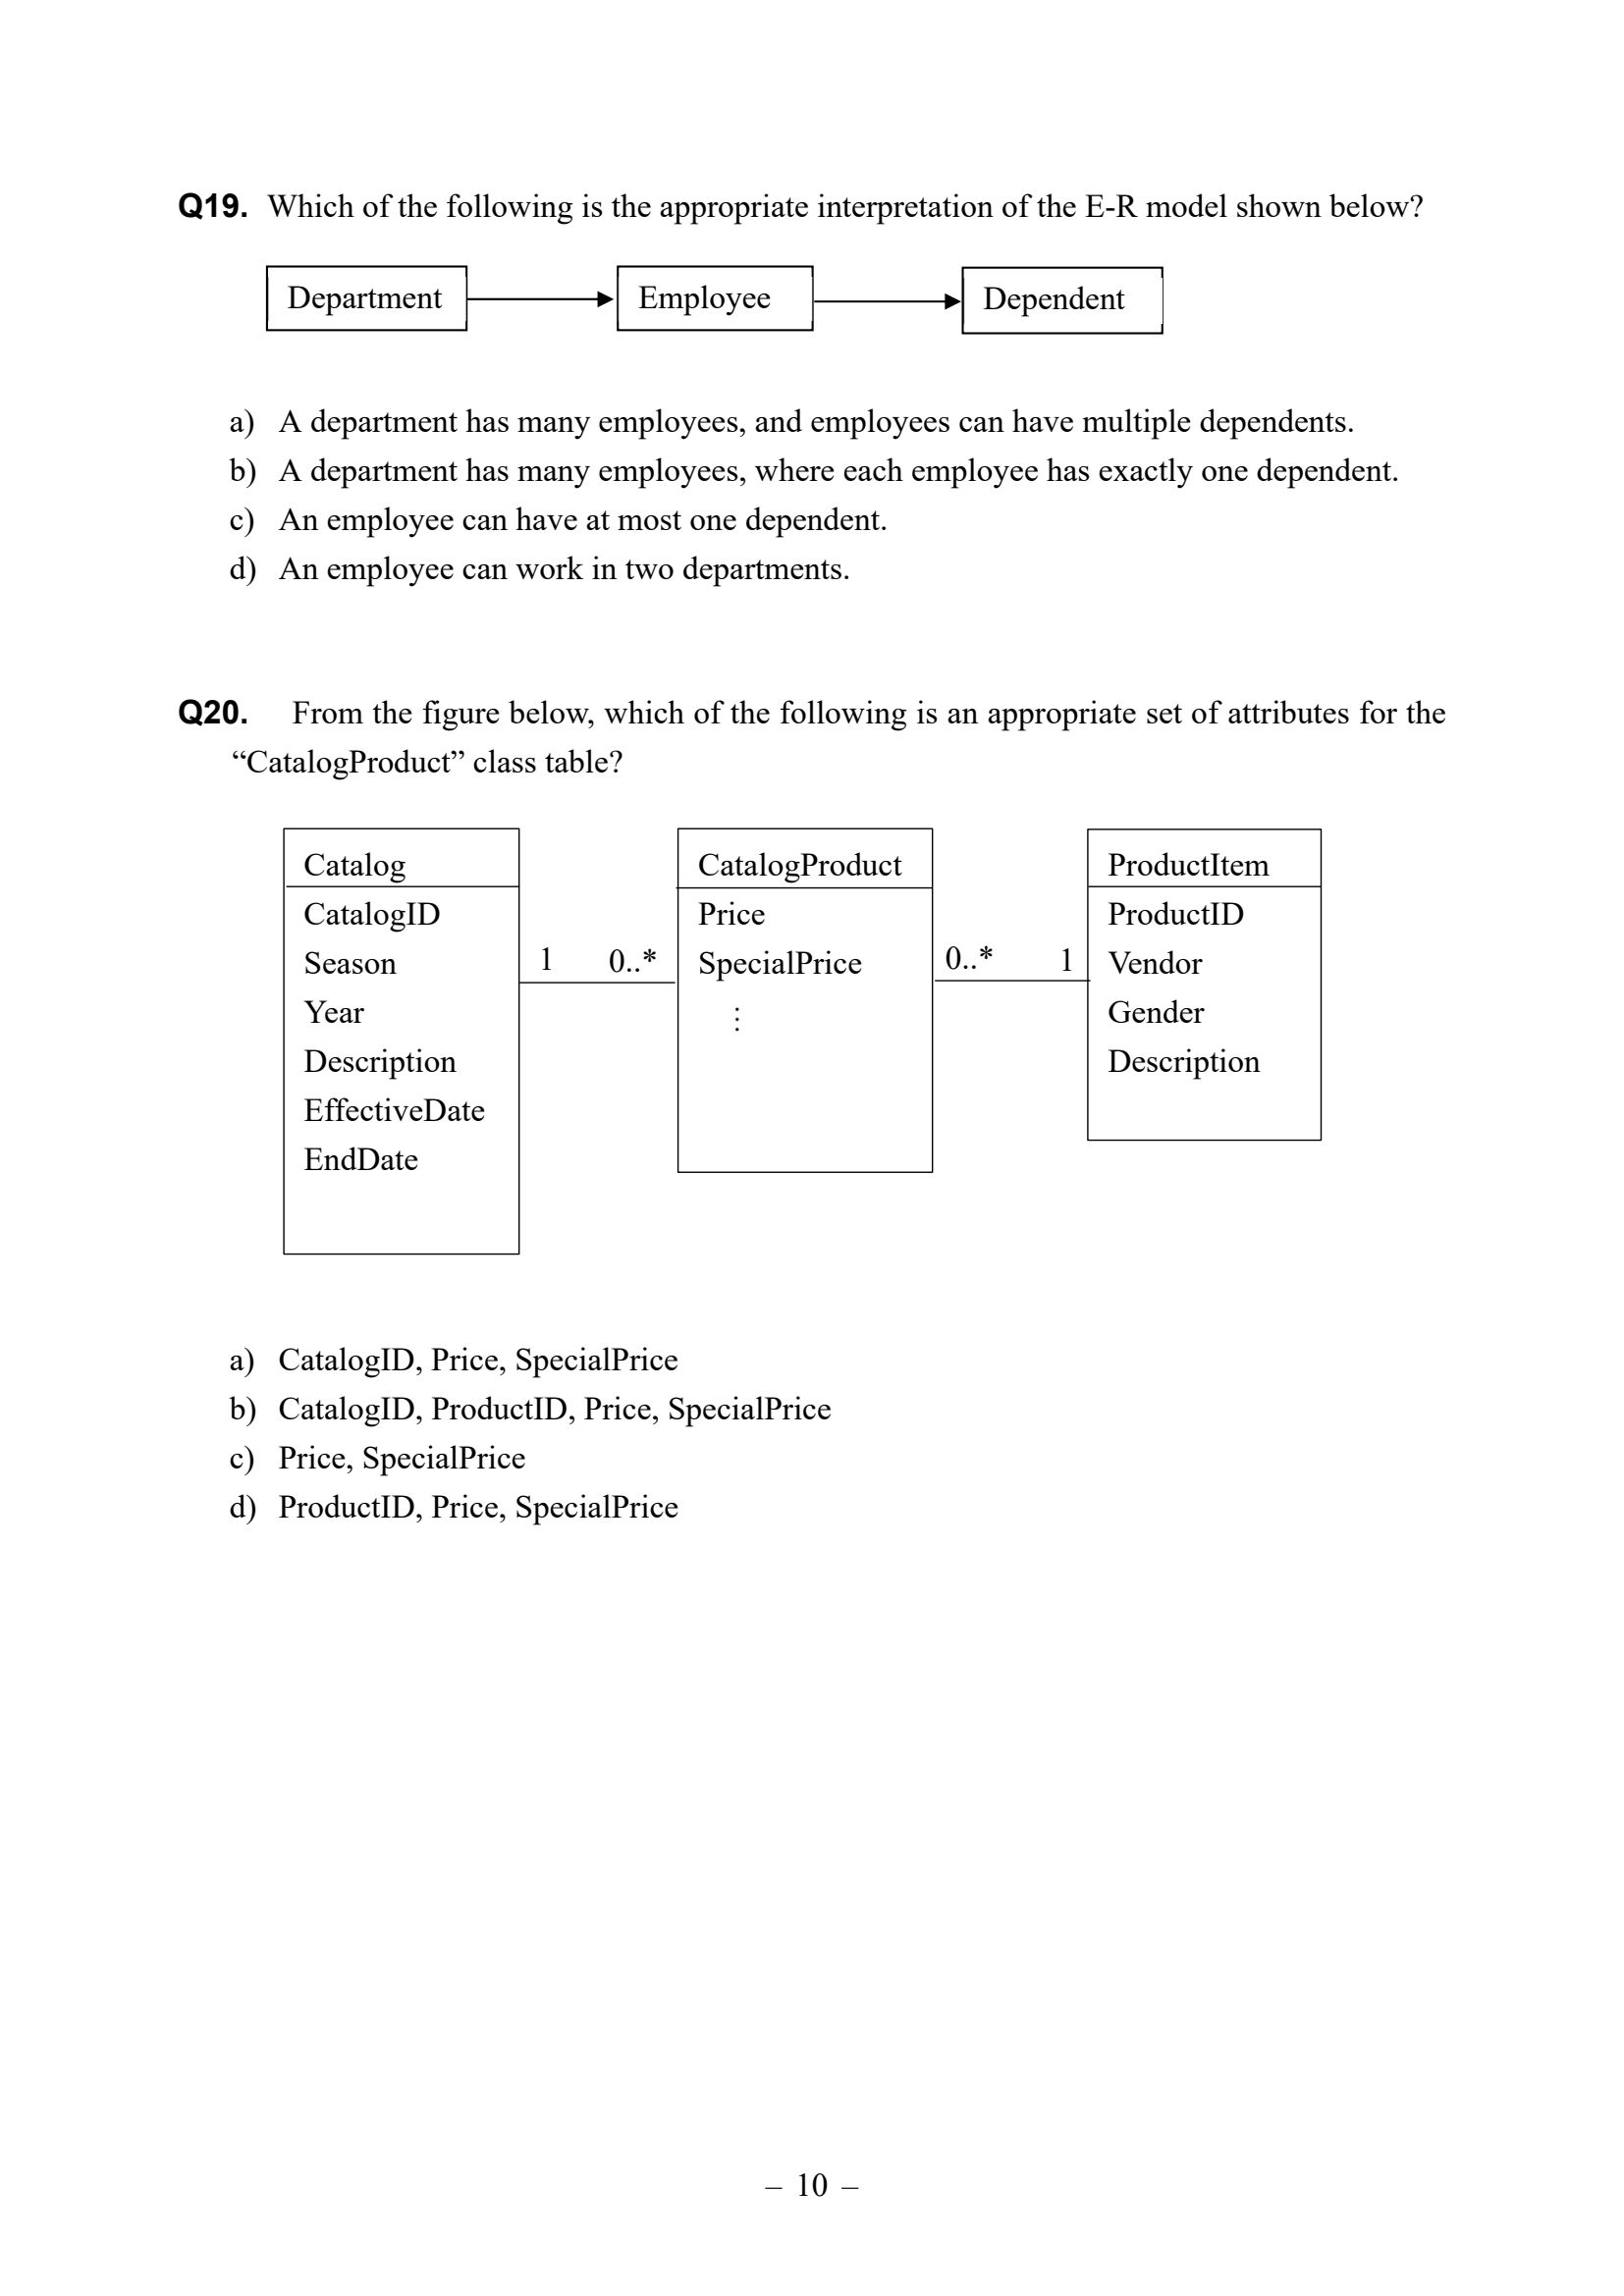 Q19. Which of the following is the appropriate interpretation of the E-R model shown below?
Department
Employee
Dependent
a) A department has many employees, and employees can have multiple dependents.
b) A department has many employees, where each employee has exactly one dependent.
c) An employee can have at most one dependent.
d) An employee can work in two departments.
Q20. From the figure below, which of the following is an appropriate set of attributes for the
“CatalogProduct” class table?
Catalog
CatalogID
Season
Year
Description
EffectiveDate
EndDate
1 0..*
CatalogProduct
Price
SpecialPrice
⋮
0..* 1
ProductItem
ProductID
Vendor
Gender
Description
a) CatalogID, Price, SpecialPrice
b) CatalogID, ProductID, Price, SpecialPrice
c) Price, SpecialPrice
d) ProductID, Price, SpecialPrice
– 10 –